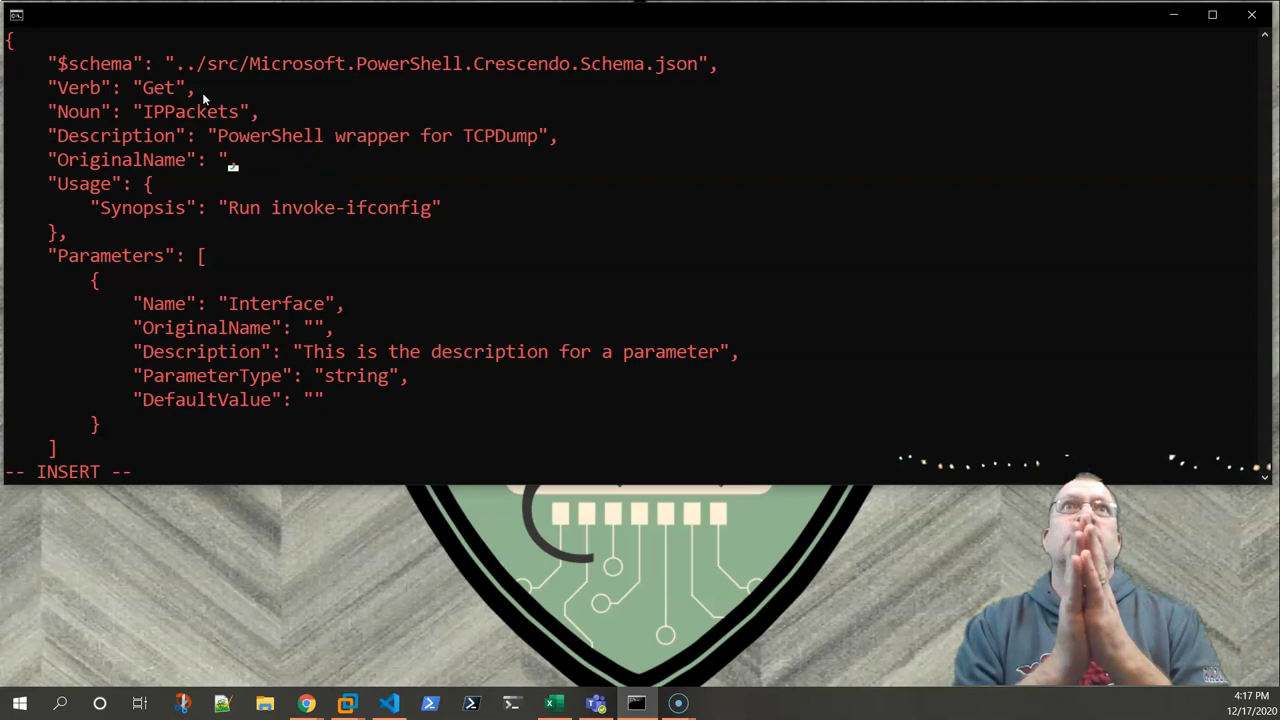 {
"$schema": "../src/Microsoft.PowerShell.Crescendo.Schema.json",
"Verb": "Get",
"Noun": "IPPackets",
"Description": "PowerShell wrapper for TCPDump",
"OriginalName": ",
"Usage": {
"Synopsis": "Run invoke-ifconfig"
},
"Parameters": [
{
"Name": "Interface",
"OriginalName": "",
"Description": "This is the description for a parameter",
"ParameterType": "string",
"DefaultValue": ""
}
]
-- INSERT --
4:17 PM
12/17/2020